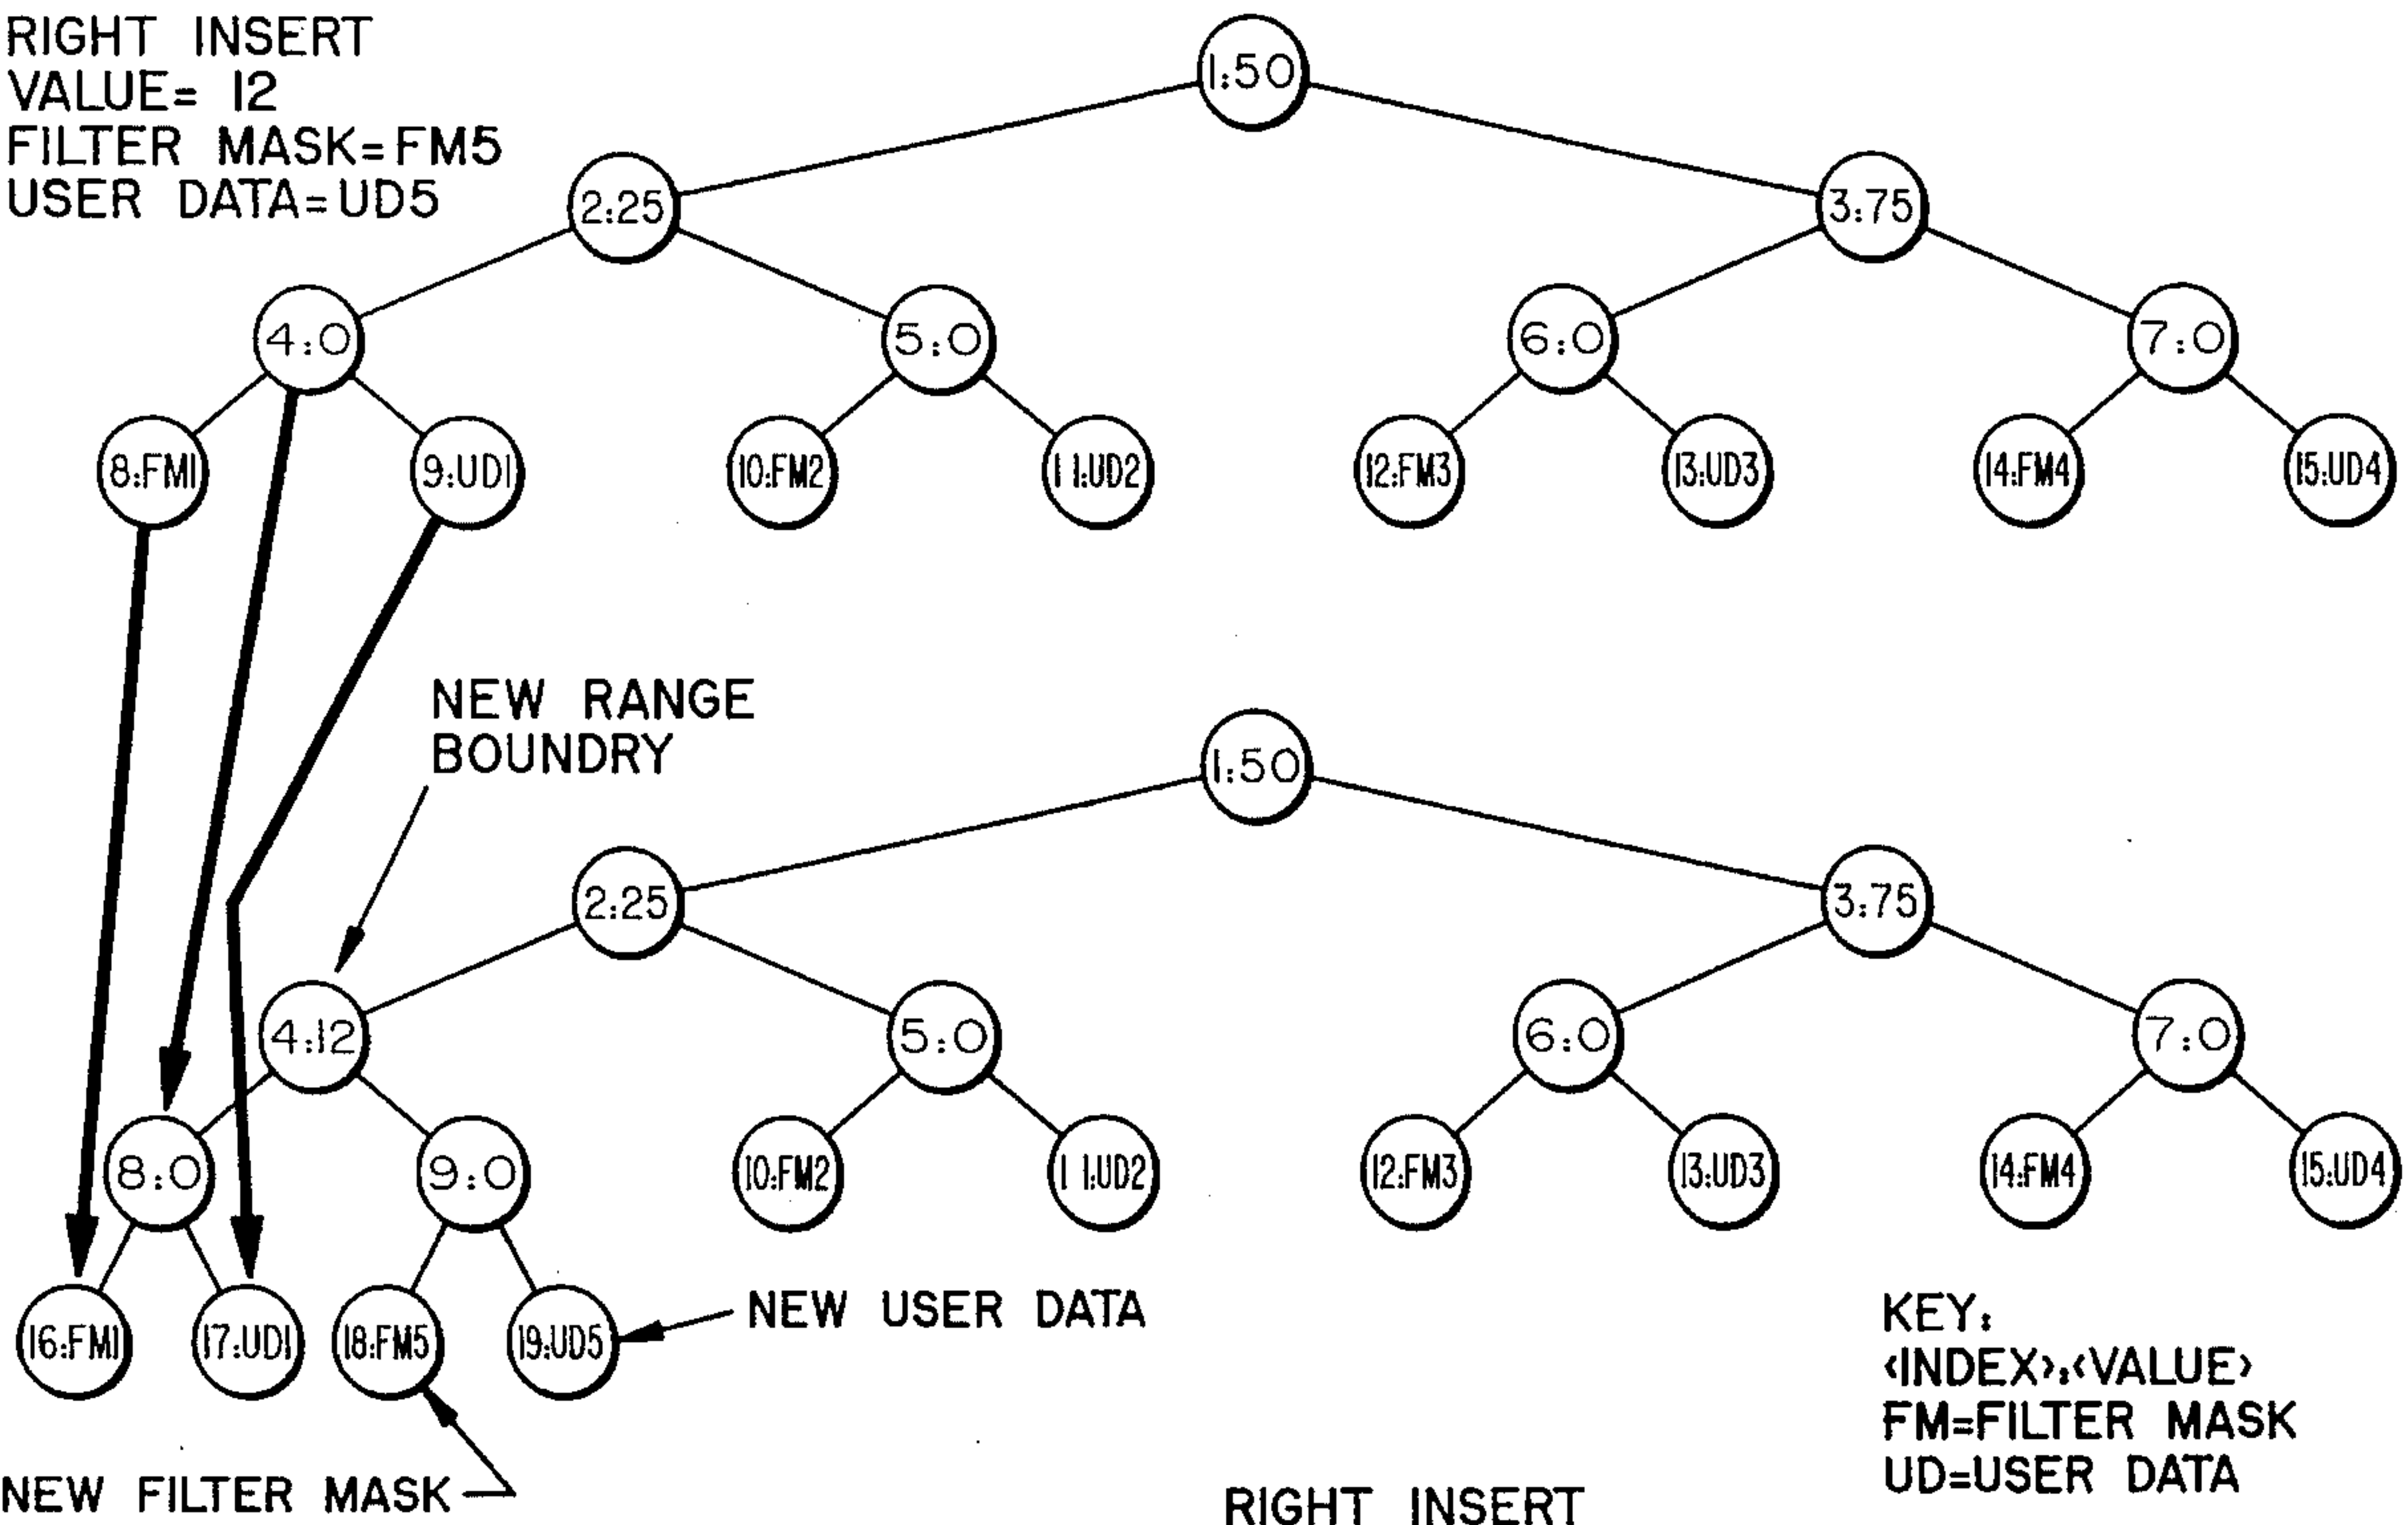 RIGHT INSERT
VALUE= 12
FILTER MASK=FM5
USER DATA=UD5
1:50
2:25
3:75
4:0
5:0
6:0
7:0
8:FM1
9:UD1
10:FM2
11:UD2
12:FM3
13:UD3
14:FM4
15:UD4
NEW RANGE
BOUNDRY
1:50
2:25
3:75
4:12
5:0
6:0
7:0
8:0
9:0
10:FM2
11:UD2
12:FM3
13:UD3
14:FM4
15:UD4
16:FM1
17:UD1
18:FM5
19:UD5
NEW USER DATA
NEW FILTER MASK
KEY:
<INDEX>:<VALUE>
FM=FILTER MASK
UD=USER DATA
RIGHT INSERT